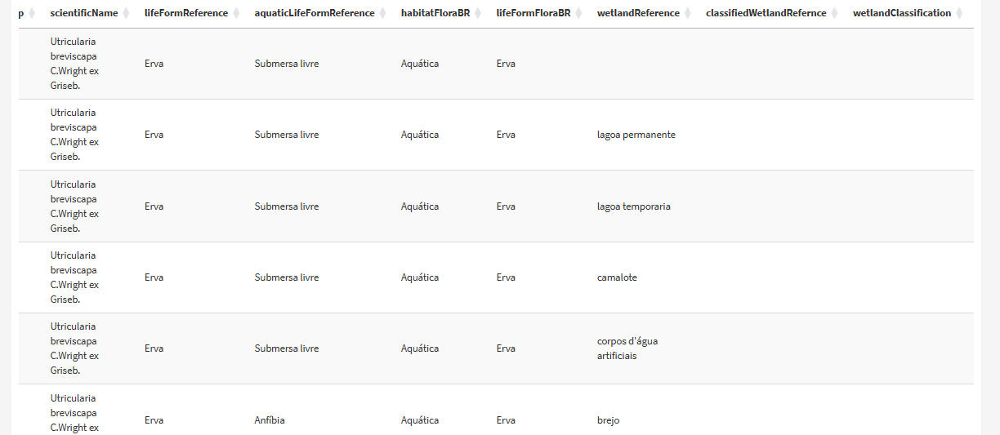 p scientificName lifeFormReference aquaticLifeFormReference habitatFloraBR lifeFormFloraBR wetlandReference classifiedWetlandRefernce wetlandClassification
Utricularia
breviscapa
C.Wright ex
Griseb.
Erva Submersa livre Aquática Erva
Utricularia
breviscapa
C.Wright ex
Griseb.
Erva Submersa livre Aquática Erva lagoa permanente
Utricularia
breviscapa
C.Wright ex
Griseb.
Erva Submersa livre Aquática Erva lagoa temporaria
Utricularia
breviscapa
C.Wright ex
Griseb.
Erva Submersa livre Aquática Erva camalote
Utricularia
breviscapa
C.Wright ex
Griseb.
Erva Submersa livre Aquática Erva corpos d'água
artificiais
Utricularia
breviscapa
C.Wright ex
Erva Anfíbia Aquática Erva brejo